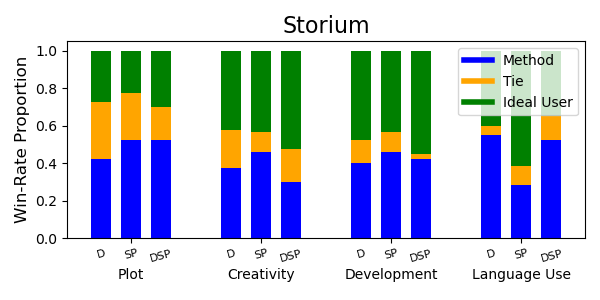 Storium
Win-Rate Proportion
1.0
0.8
0.6
0.4
0.2
0.0
Method
Tie
Ideal User
D SP DSP D SP DSP D SP DSP D SP DSP
Plot Creativity Development Language Use